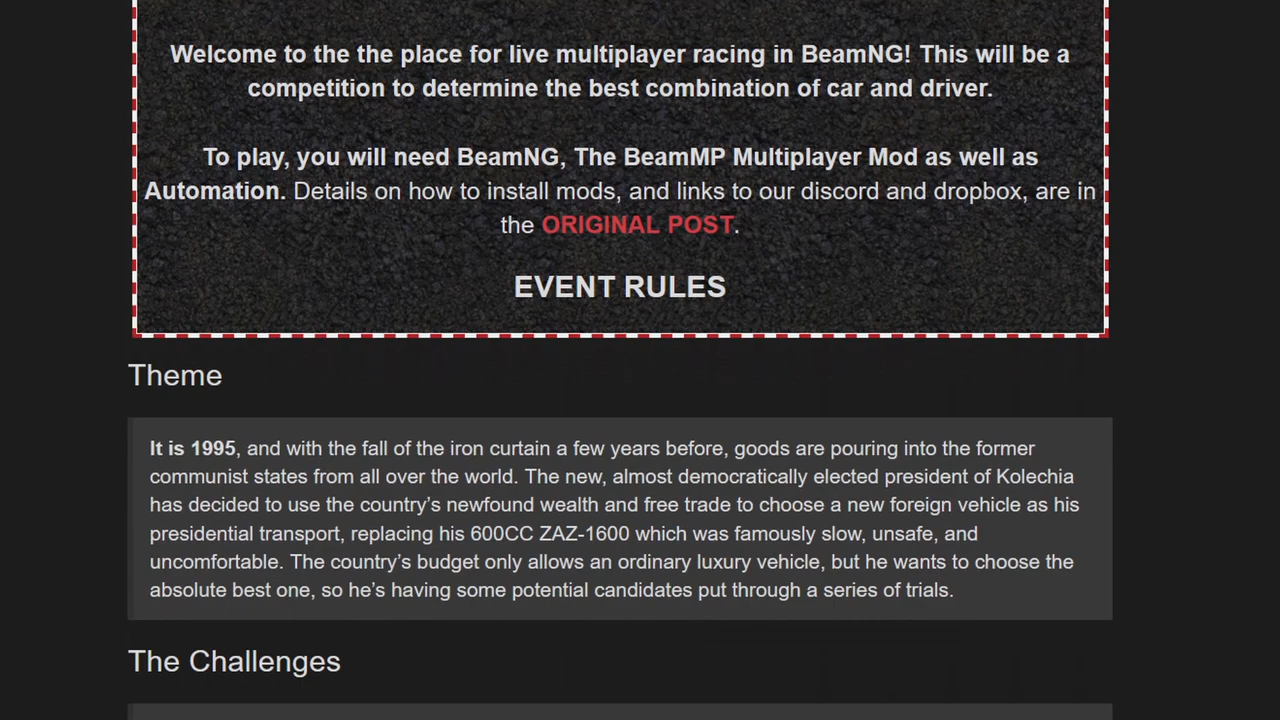 Welcome to the the place for live multiplayer racing in BeamNG! This will be a
competition to determine the best combination of car and driver.
To play, you will need BeamNG, The BeamMP Multiplayer Mod as well as
Automation. Details on how to install mods, and links to our discord and dropbox, are in
the ORIGINAL POST.
EVENT RULES
Theme
It is 1995, and with the fall of the iron curtain a few years before, goods are pouring into the former
communist states from all over the world. The new, almost democratically elected president of Kolechia
has decided to use the country’s newfound wealth and free trade to choose a new foreign vehicle as his
presidential transport, replacing his 600CC ZAZ-1600 which was famously slow, unsafe, and
uncomfortable. The country’s budget only allows an ordinary luxury vehicle, but he wants to choose the
absolute best one, so he’s having some potential candidates put through a series of trials.
The Challenges